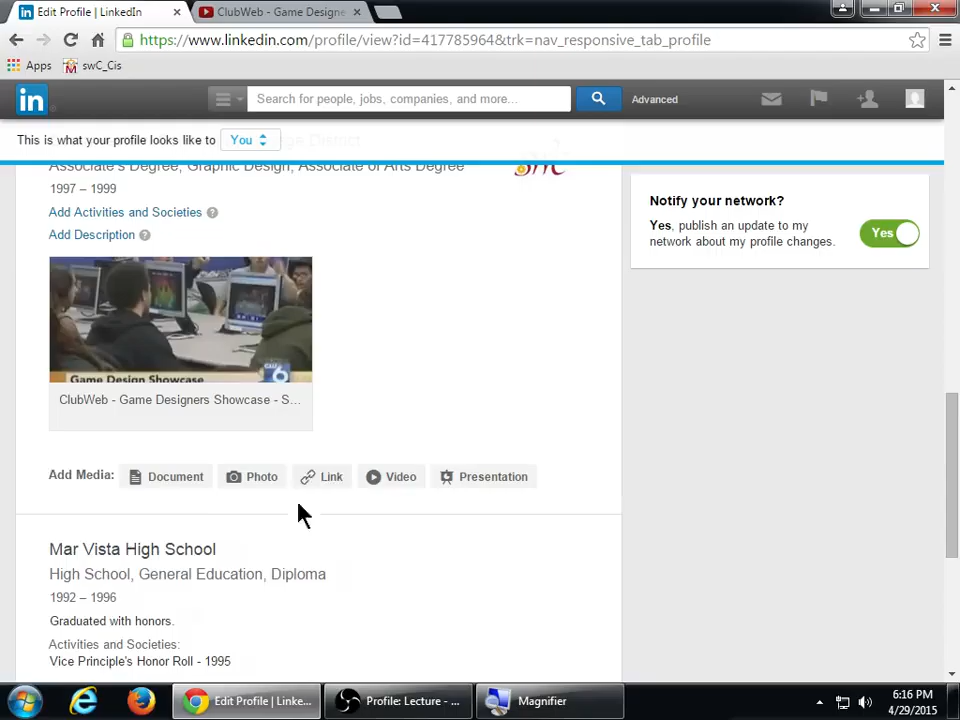 Edit Profile | LinkedIn
ClubWeb - Game Designe
https://www.linkedin.com/profile/view?id=417785964&trk=nav_responsive_tab_profile
Apps
swC_Cis
in
Search for people, jobs, companies, and more...
Advanced
This is what your profile looks like to
You
District
Associate's Degree, Graphic Design, Associate of Arts Degree
swc
1997 – 1999
Add Activities and Societies ?
Add Description ?
Game Design Showcase
6
ClubWeb - Game Designers Showcase - S...
Add Media:
Document
Photo
Link
Video
Presentation
Mar Vista High School
High School, General Education, Diploma
1992 – 1996
Graduated with honors.
Activities and Societies:
Vice Principle's Honor Roll - 1995
Notify your network?
Yes, publish an update to my
network about my profile changes.
Yes
Edit Profile | Linke...
Profile: Lecture - ...
Magnifier
6:16 PM
4/29/2015